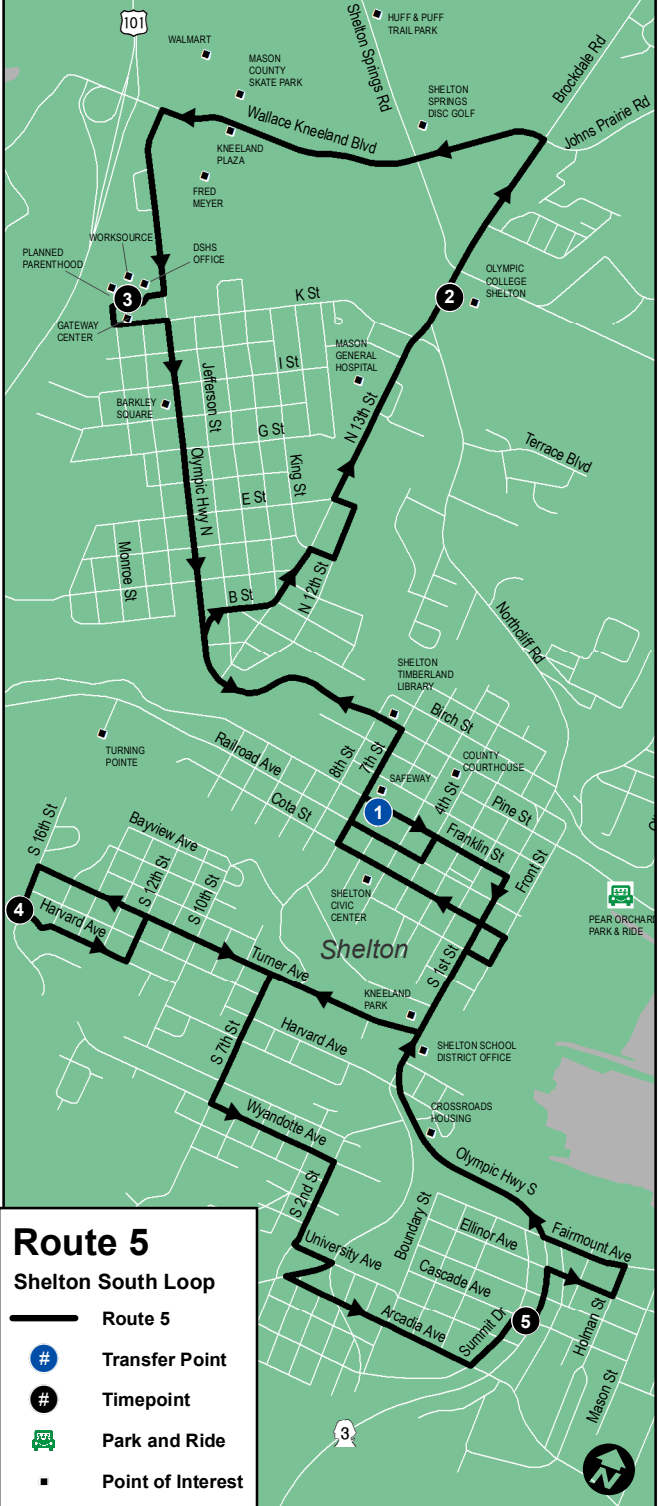 101
WALMART
HUFF & PUFF
TRAIL PARK
MASON
COUNTY
SKATE PARK
Shelton Springs Rd
SHELTON
SPRINGS
DISC GOLF
Brockdale Rd
Johns Prairie Rd
Wallace Kneeland Blvd
KNEELAND
PLAZA
FRED
MEYER
WORKSOURCE
DSHS
OFFICE
PLANNED
PARENTHOOD
3
GATEWAY
CENTER
K St
2
OLYMPIC
COLLEGE
SHELTON
MASON
GENERAL
HOSPITAL
I St
Jefferson St
BARKLEY
SQUARE
G St
N 13th St
Terrace Blvd
Olympic Hwy N
King St
E St
Monroe St
B St
N 12th St
Northcliff Rd
SHELTON
TIMBERLAND
LIBRARY
Birch St
TURNING
POINTE
Railroad Ave
8th St
7th St
COUNTY
COURTHOUSE
SAFEWAY
4th St
Pine St
Cota St
1
Franklin St
Front St
S 16th St
Bayview Ave
S 12th St
S 10th St
SHELTON
CIVIC
CENTER
PEAR ORCHARD
PARK & RIDE
4
Harvard Ave
Shelton
Turner Ave
S 1st St
KNEELAND
PARK
S 7th St
Harvard Ave
SHELTON SCHOOL
DISTRICT OFFICE
CROSSROADS
HOUSING
Wyandotte Ave
Olympic Hwy S
S 2nd St
Boundary St
Ellinor Ave
Fairmount Ave
University Ave
Cascade Ave
Arcadia Ave
Summit Dr
5
Holman St
Mason St
3
N
Route 5
Shelton South Loop
Route 5
# Transfer Point
# Timepoint
Park and Ride
Point of Interest